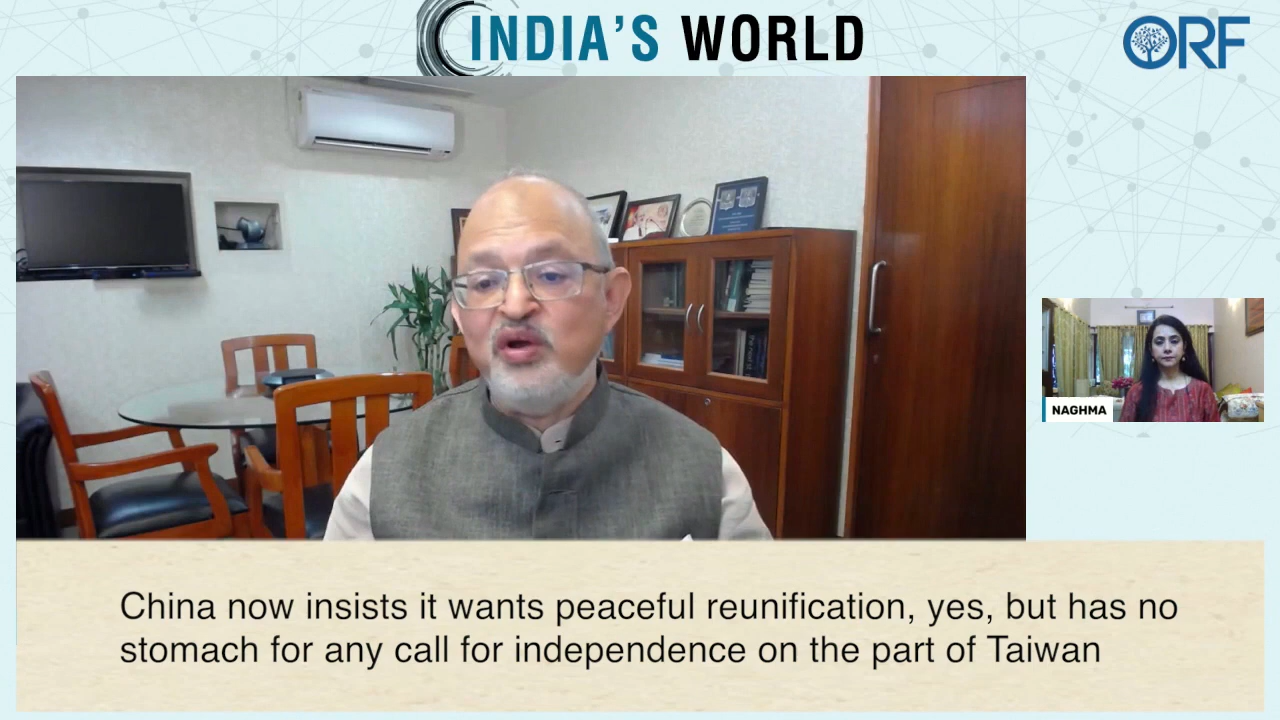 INDIA'S WORLD
ORF
NAGHMA
China now insists it wants peaceful reunification, yes, but has no
stomach for any call for independence on the part of Taiwan